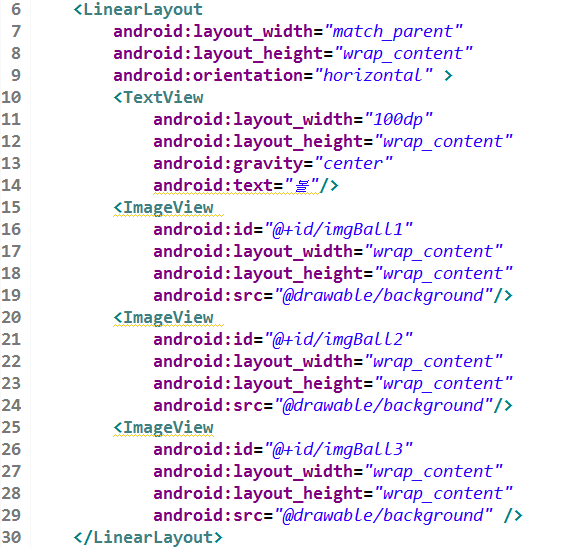 6 <LinearLayout
7 android:layout_width="match_parent"
8 android:layout_height="wrap_content"
9 android:orientation="horizontal" >
10 <TextView
11 android:layout_width="100dp"
12 android:layout_height="wrap_content"
13 android:gravity="center"
14 android:text=" "/>
15 <ImageView
16 android:id="@+id/imgBall1"
17 android:layout_width="wrap_content"
18 android:layout_height="wrap_content"
19 android:src="@drawable/background"/>
20 <ImageView
21 android:id="@+id/imgBall2"
22 android:layout_width="wrap_content"
23 android:layout_height="wrap_content"
24 android:src="@drawable/background"/>
25 <ImageView
26 android:id="@+id/imgBall3"
27 android:layout_width="wrap_content"
28 android:layout_height="wrap_content"
29 android:src="@drawable/background" />
30 </LinearLayout>